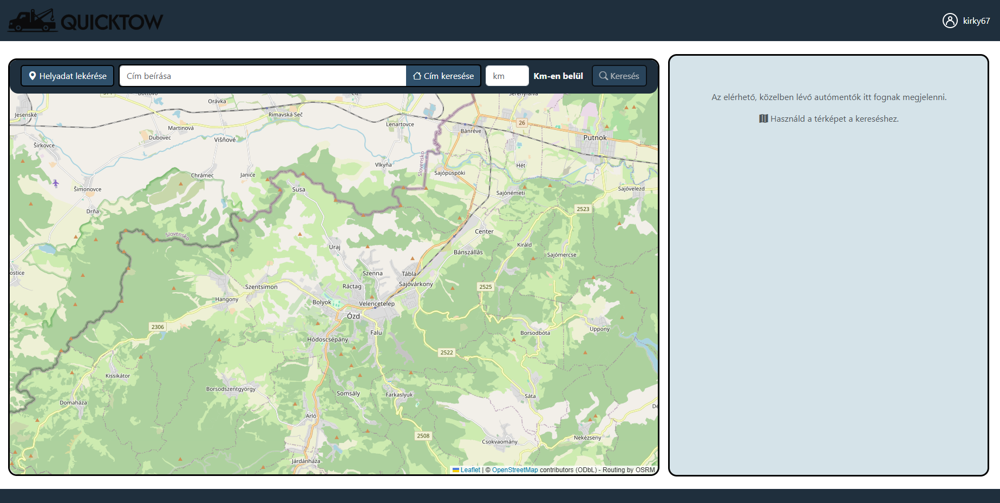 QUICKTOW
kirky67
Helyadat lekérése
Cím beírása
Cím keresése
km
Km-en belül
Keresés
Az elérhető, közelben lévő autómentők itt fognak megjelenni.
Használd a térképet a kereséshez.
Orávka
Jesenské
Rimavská Seč
Lenartovce
26
Martinová
Bánréve
Dubovec
Višňové
Putnok
Širkovce
Slovensko
Vlkyňa
Hét
Chrámec
Janice
Sajópüspöki
Šimonovce
Susa
Sajónémeti
Sajóvelezd
Drňa
2523
Center
Slovensko
Uraj
Királd
Bánszállás
Sajómercse
ostice
Szenna
Tábla
Szentsimon
Ráctag
Sajóvárkony
2525
Hangony
Bolyok
Velencetelep
Ózd
2306
Uppony
Falu
Borsodbóta
Hódoscsépány
2522
Kissikátor
Borsodszentgyörgy
Somsály
Farkaslyuk
Sáta
Domaháza
Arló
2508
Nekézseny
Csokvaomány
Járdánháza
Leaflet | © OpenStreetMap contributors (ODbL) - Routing by OSRM